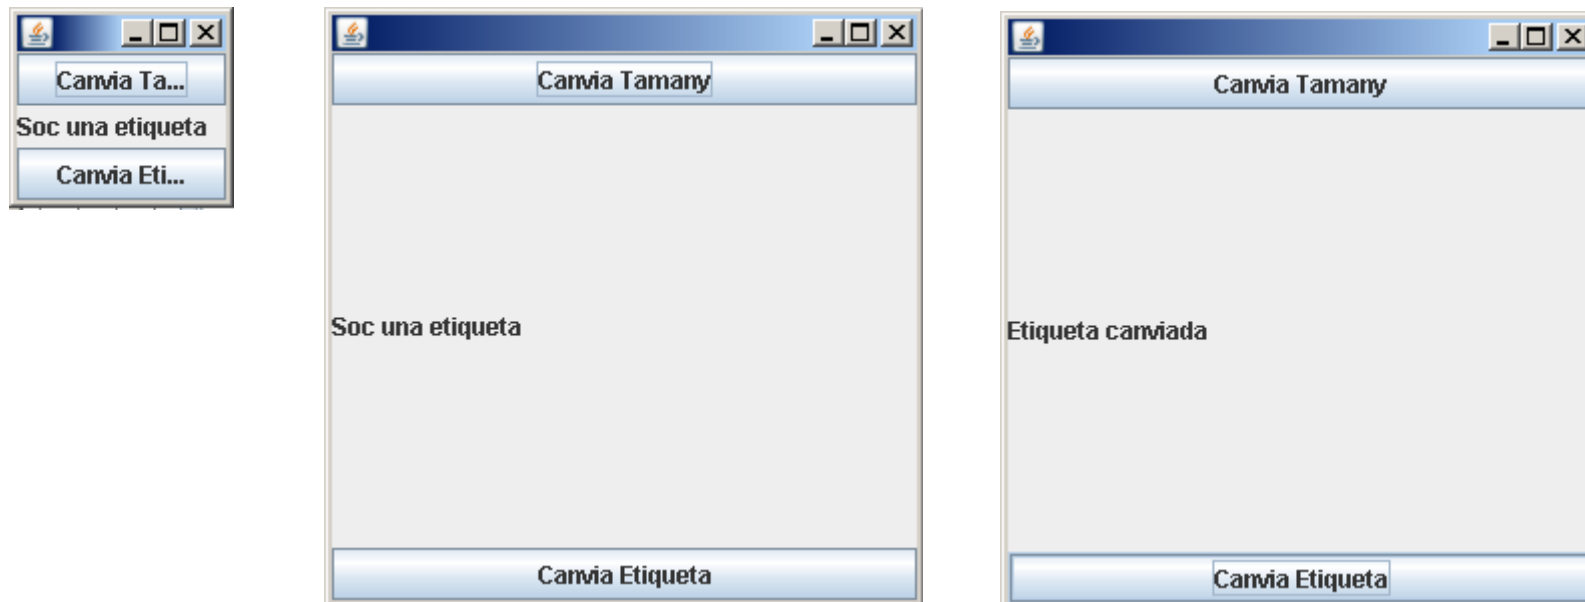 Canvia Ta...
Soc una etiqueta
Canvia Eti...
Canvia Tamany
Soc una etiqueta
Canvia Etiqueta
Canvia Tamany
Etiqueta canviada
Canvia Etiqueta